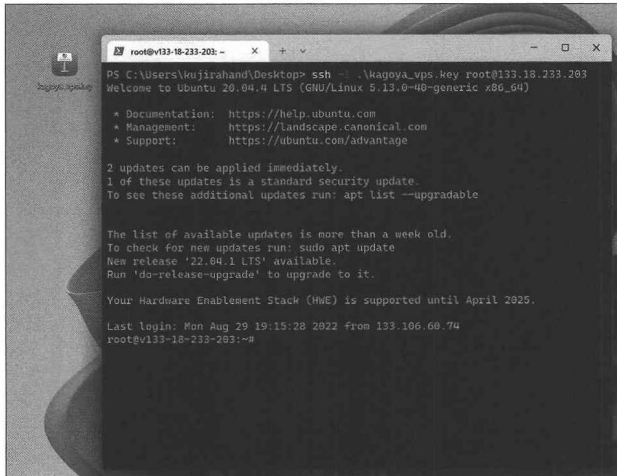 root@v133-18-233-203: ~
kagoya_vps.key
PS C:\Users\kujirahand\Desktop> ssh -i .\kagoya_vps.key root@133.18.233.203
Welcome to Ubuntu 20.04.4 LTS (GNU/Linux 5.13.0-40-generic x86_64)
* Documentation: https://help.ubuntu.com
* Management: https://landscape.canonical.com
* Support: https://ubuntu.com/advantage
2 updates can be applied immediately.
1 of these updates is a standard security update.
To see these additional updates run: apt list --upgradable
The list of available updates is more than a week old.
To check for new updates run: sudo apt update
New release '22.04.1 LTS' available.
Run 'do-release-upgrade' to upgrade to it.
Your Hardware Enablement Stack (HWE) is supported until April 2025.
Last login: Mon Aug 29 19:15:28 2022 from 133.106.60.74
root@v133-18-233-203:~#